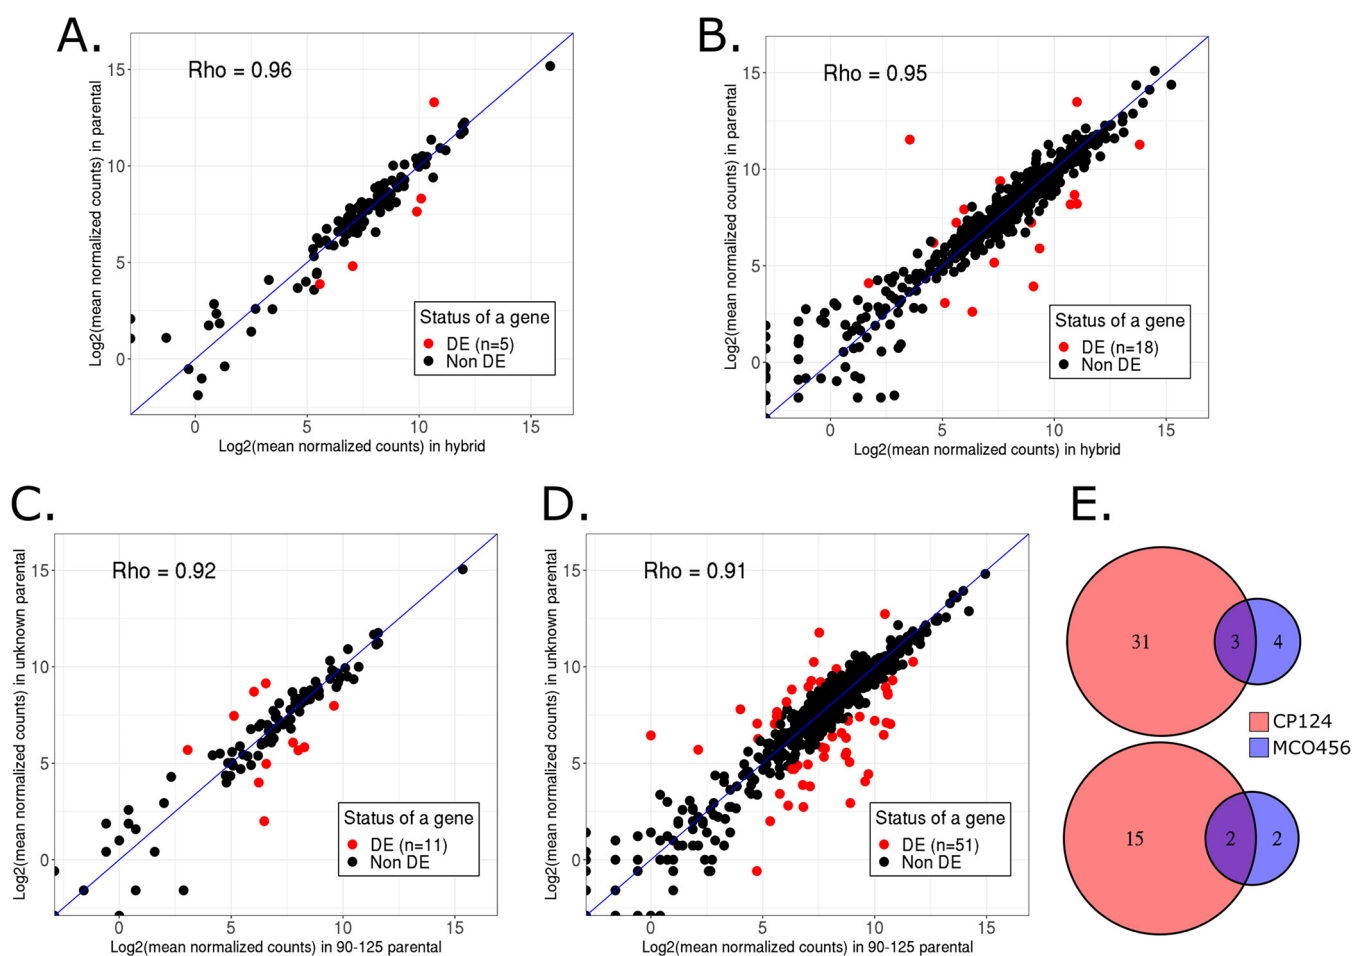 A.
Rho = 0.96
Log2(mean normalized counts) in parental
15
10
5
0
Status of a gene
DE (n=5)
Non DE
0 5 10 15
Log2(mean normalized counts) in hybrid
B.
Rho = 0.95
Log2(mean normalized counts) in parental
15
10
5
0
Status of a gene
DE (n=18)
Non DE
0 5 10 15
Log2(mean normalized counts) in hybrid
C.
Rho = 0.92
Log2(mean normalized counts) in unknown parental
15
10
5
0
Status of a gene
DE (n=11)
Non DE
0 5 10 15
Log2(mean normalized counts) in 90-125 parental
D.
Rho = 0.91
Log2(mean normalized counts) in unknown parental
15
10
5
0
Status of a gene
DE (n=51)
Non DE
0 5 10 15
Log2(mean normalized counts) in 90-125 parental
E.
31 3 4
CP124
MCO456
15 2 2